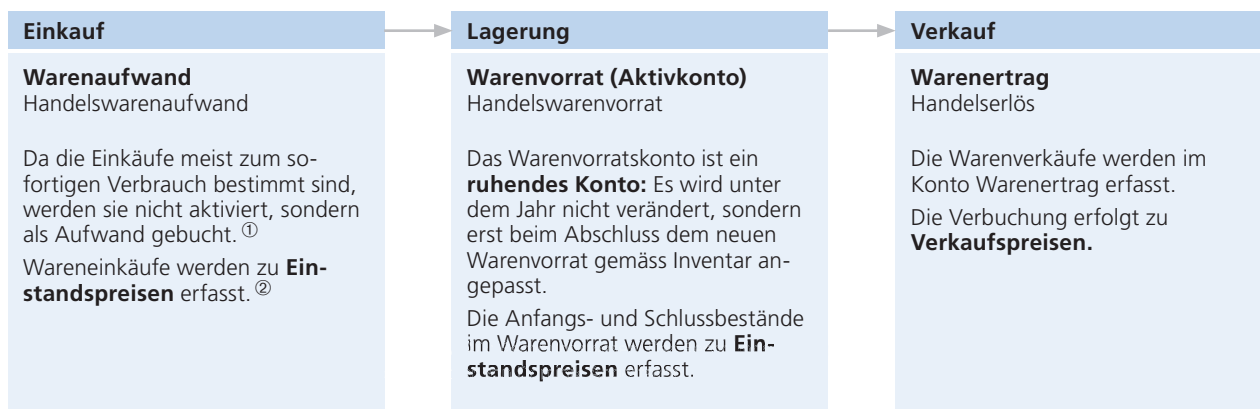 Einkauf
Warenaufwand
Handelswarenaufwand
Da die Einkäufe meist zum so-
fortigen Verbrauch bestimmt sind,
werden sie nicht aktiviert, sondern
als Aufwand gebucht. ①
Wareneinkäufe werden zu Ein-
standspreisen erfasst. ②
Lagerung
Warenvorrat (Aktivkonto)
Handelswarenvorrat
Das Warenvorratskonto ist ein
ruhendes Konto: Es wird unter
dem Jahr nicht verändert, sondern
erst beim Abschluss dem neuen
Warenvorrat gemäss Inventar an-
gepasst.
Die Anfangs- und Schlussbestände
im Warenvorrat werden zu Ein-
standspreisen erfasst.
Verkauf
Warenertrag
Handelserlös
Die Warenverkäufe werden im
Konto Warenertrag erfasst.
Die Verbuchung erfolgt zu
Verkaufspreisen.